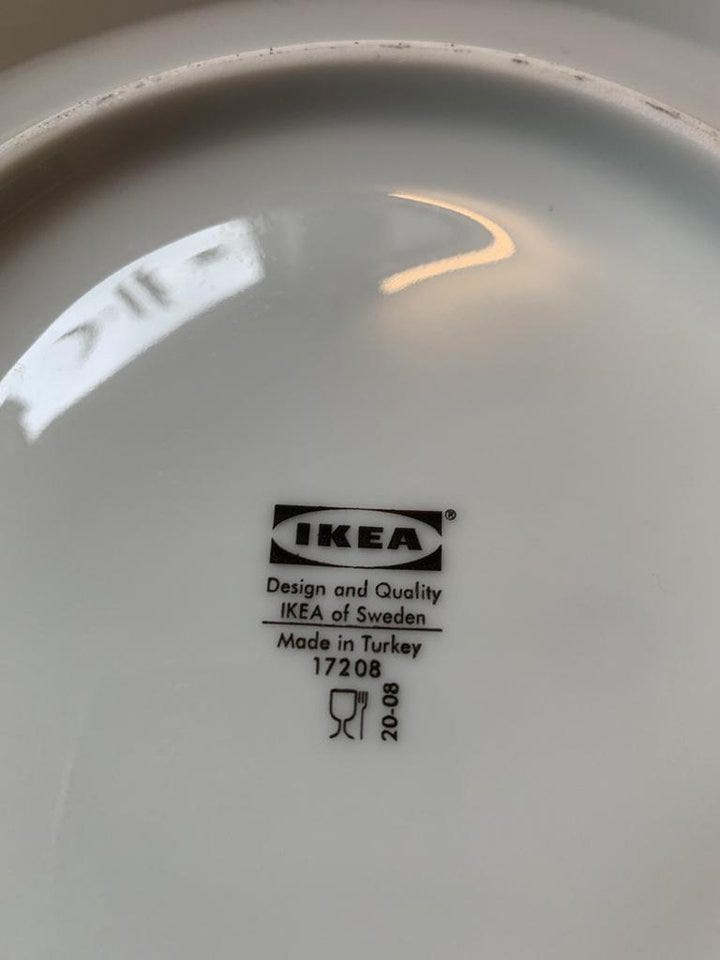 IKEA®
Design and Quality
IKEA of Sweden
Made in Turkey
17208
20-08